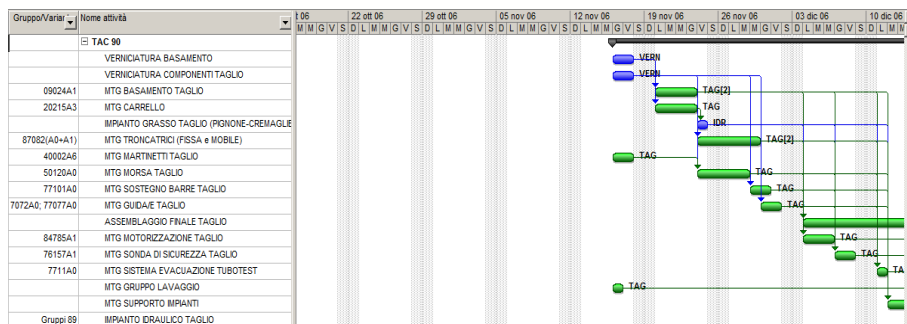 Gruppo/Varian Nome attività t 06 22 ott 06 29 ott 06 05 nov 06 12 nov 06 19 nov 06 26 nov 06 03 dic 06 10 dic 06
M M G V S D L M M G V S D L M M G V S D L M M G V S D L M M G V S D L M M G V S D L M M G V S D L M M G V S D L M M
TAC 90
VERNICIATURA BASAMENTO VERN
VERNICIATURA COMPONENTI TAGLIO VERN
09024A1 MTG BASAMENTO TAGLIO TAG[2]
20215A3 MTG CARRELLO TAG
IMPIANTO GRASSO TAGLIO (PIGNONE-CREMAGLIE IDR
87082(A0+A1) MTG TRONCATRICI (FISSA e MOBILE) TAG[2]
40002A6 MTG MARTINETTI TAGLIO TAG
50120A0 MTG MORSA TAGLIO TAG
77101A0 MTG SOSTEGNO BARRE TAGLIO TAG
7072A0; 77077A0 MTG GUIDA/E TAGLIO TAG
ASSEMBLAGGIO FINALE TAGLIO
84785A1 MTG MOTORIZZAZIONE TAGLIO TAG
76157A1 MTG SONDA DI SICUREZZA TAGLIO TAG
7711A0 MTG SISTEMA EVACUAZIONE TUBOTEST TA
MTG GRUPPO LAVAGGIO TAG
MTG SUPPORTO IMPIANTI
Gruppi 89 IMPIANTO IDRAULICO TAGLIO